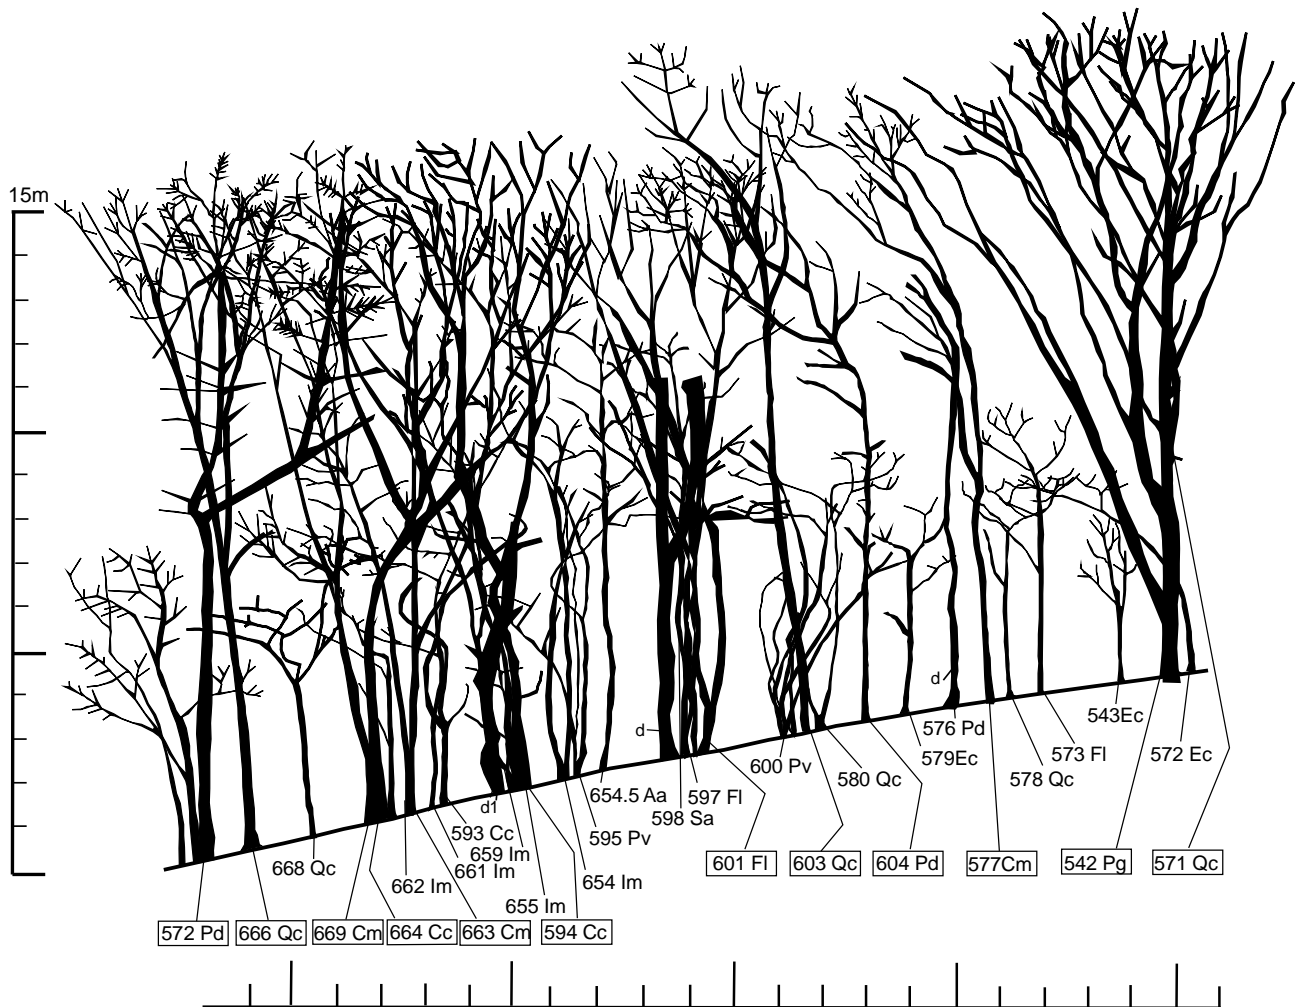 15m
d
d
576 Pd
543Ec
579Ec
573 Fl
572 Ec
600 Pv
580 Qc
578 Qc
654.5 Aa
597 Fl
598 Sa
d1
593 Cc
595 Pv
659 Im
661 Im
601 Fl
603 Qc
604 Pd
577Cm
542 Pg
571 Qc
668 Qc
662 Im
654 Im
655 Im
572 Pd
666 Qc
669 Cm
664 Cc
663 Cm
594 Cc